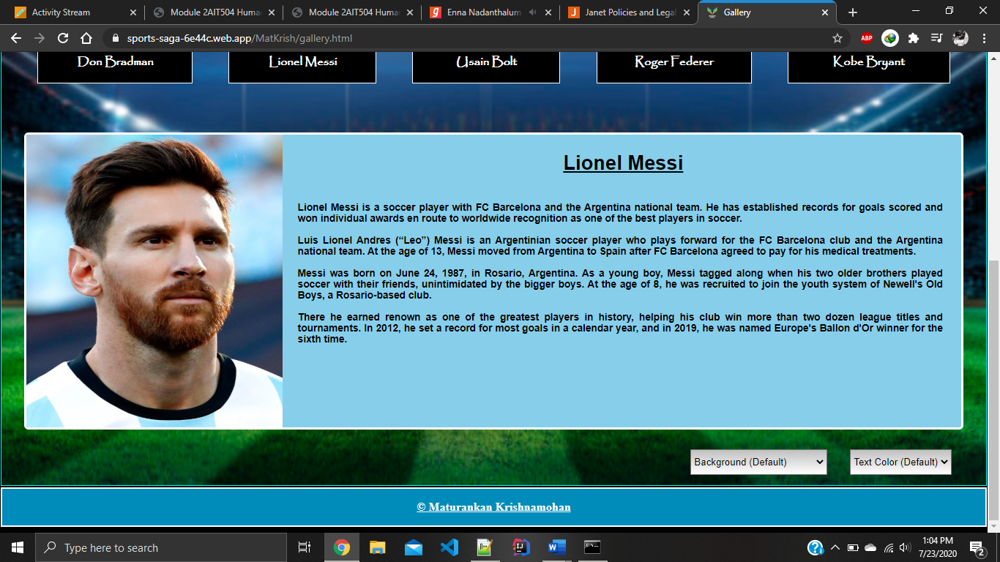 Activity Stream
Module 2AIT504 Human
Module 2AIT504 Human
Enna Nadanthalum
Janet Policies and Legal
Gallery
sports-saga-6e44c.web.app/MatKrish/gallery.html
ABP
Don Bradman
Lionel Messi
Usain Bolt
Roger Federer
Kobe Bryant
Lionel Messi
Lionel Messi is a soccer player with FC Barcelona and the Argentina national team. He has established records for goals scored and
won individual awards en route to worldwide recognition as one of the best players in soccer.
Luis Lionel Andres (“Leo”) Messi is an Argentinian soccer player who plays forward for the FC Barcelona club and the Argentina
national team. At the age of 13, Messi moved from Argentina to Spain after FC Barcelona agreed to pay for his medical treatments.
Messi was born on June 24, 1987, in Rosario, Argentina. As a young boy, Messi tagged along when his two older brothers played
soccer with their friends, unintimidated by the bigger boys. At the age of 8, he was recruited to join the youth system of Newell's Old
Boys, a Rosario-based club.
There he earned renown as one of the greatest players in history, helping his club win more than two dozen league titles and
tournaments. In 2012, he set a record for most goals in a calendar year, and in 2019, he was named Europe's Ballon d'Or winner for the
sixth time.
Background (Default)
Text Color (Default)
© Maturankan Krishnamohan
Type here to search
1:04 PM
7/23/2020
2